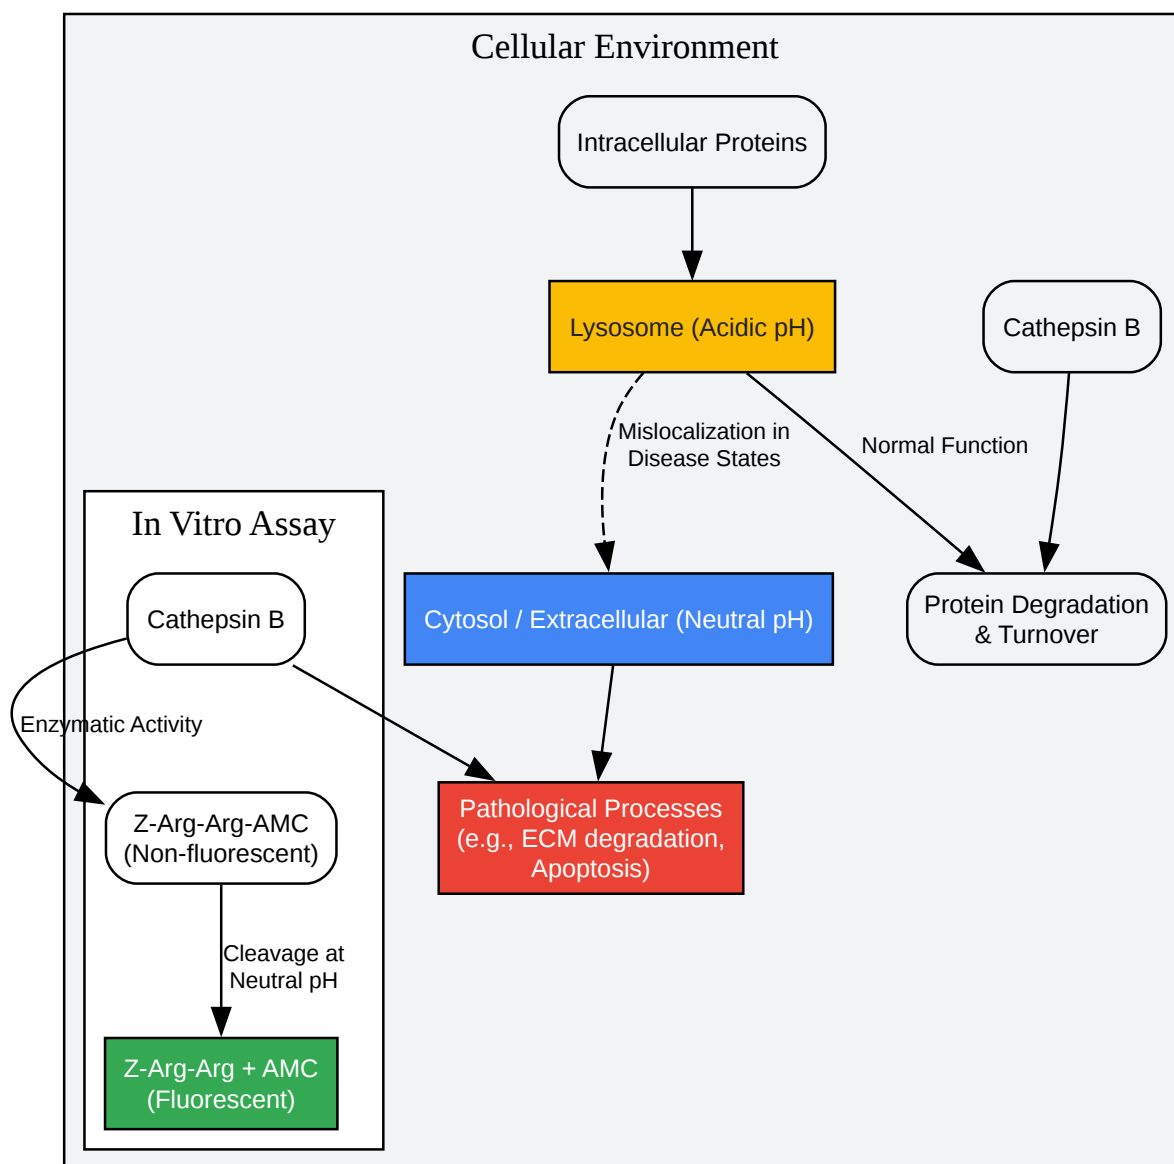 Cellular Environment
Intracellular Proteins
Lysosome (Acidic pH)
Cathepsin B
Mislocalization in
Disease States
Normal Function
In Vitro Assay
Cathepsin B
Cytosol / Extracellular (Neutral pH)
Protein Degradation
& Turnover
Enzymatic Activity
Z-Arg-Arg-AMC
(Non-fluorescent)
Pathological Processes
(e.g., ECM degradation,
Apoptosis)
Cleavage at
Neutral pH
Z-Arg-Arg + AMC
(Fluorescent)